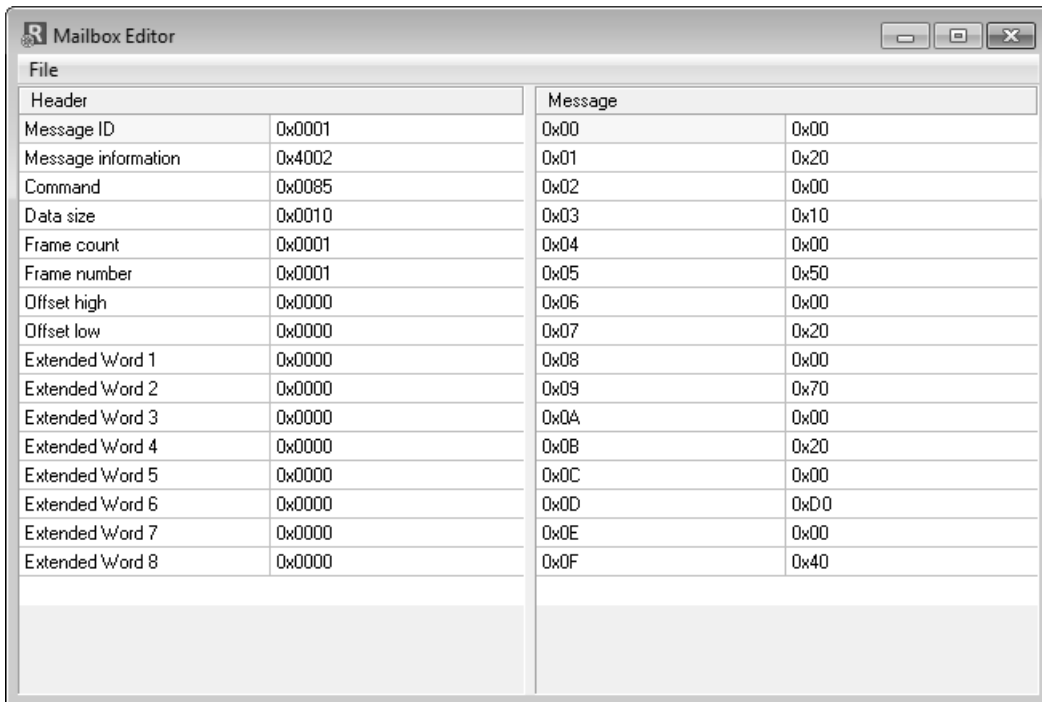 Mailbox Editor
File
Header Message
Message ID 0x0001 0x00 0x00
Message information 0x4002 0x01 0x20
Command 0x0085 0x02 0x00
Data size 0x0010 0x03 0x10
Frame count 0x0001 0x04 0x00
Frame number 0x0001 0x05 0x50
Offset high 0x0000 0x06 0x00
Offset low 0x0000 0x07 0x20
Extended Word 1 0x0000 0x08 0x00
Extended Word 2 0x0000 0x09 0x70
Extended Word 3 0x0000 0x0A 0x00
Extended Word 4 0x0000 0x0B 0x20
Extended Word 5 0x0000 0x0C 0x00
Extended Word 6 0x0000 0x0D 0xD0
Extended Word 7 0x0000 0x0E 0x00
Extended Word 8 0x0000 0x0F 0x40